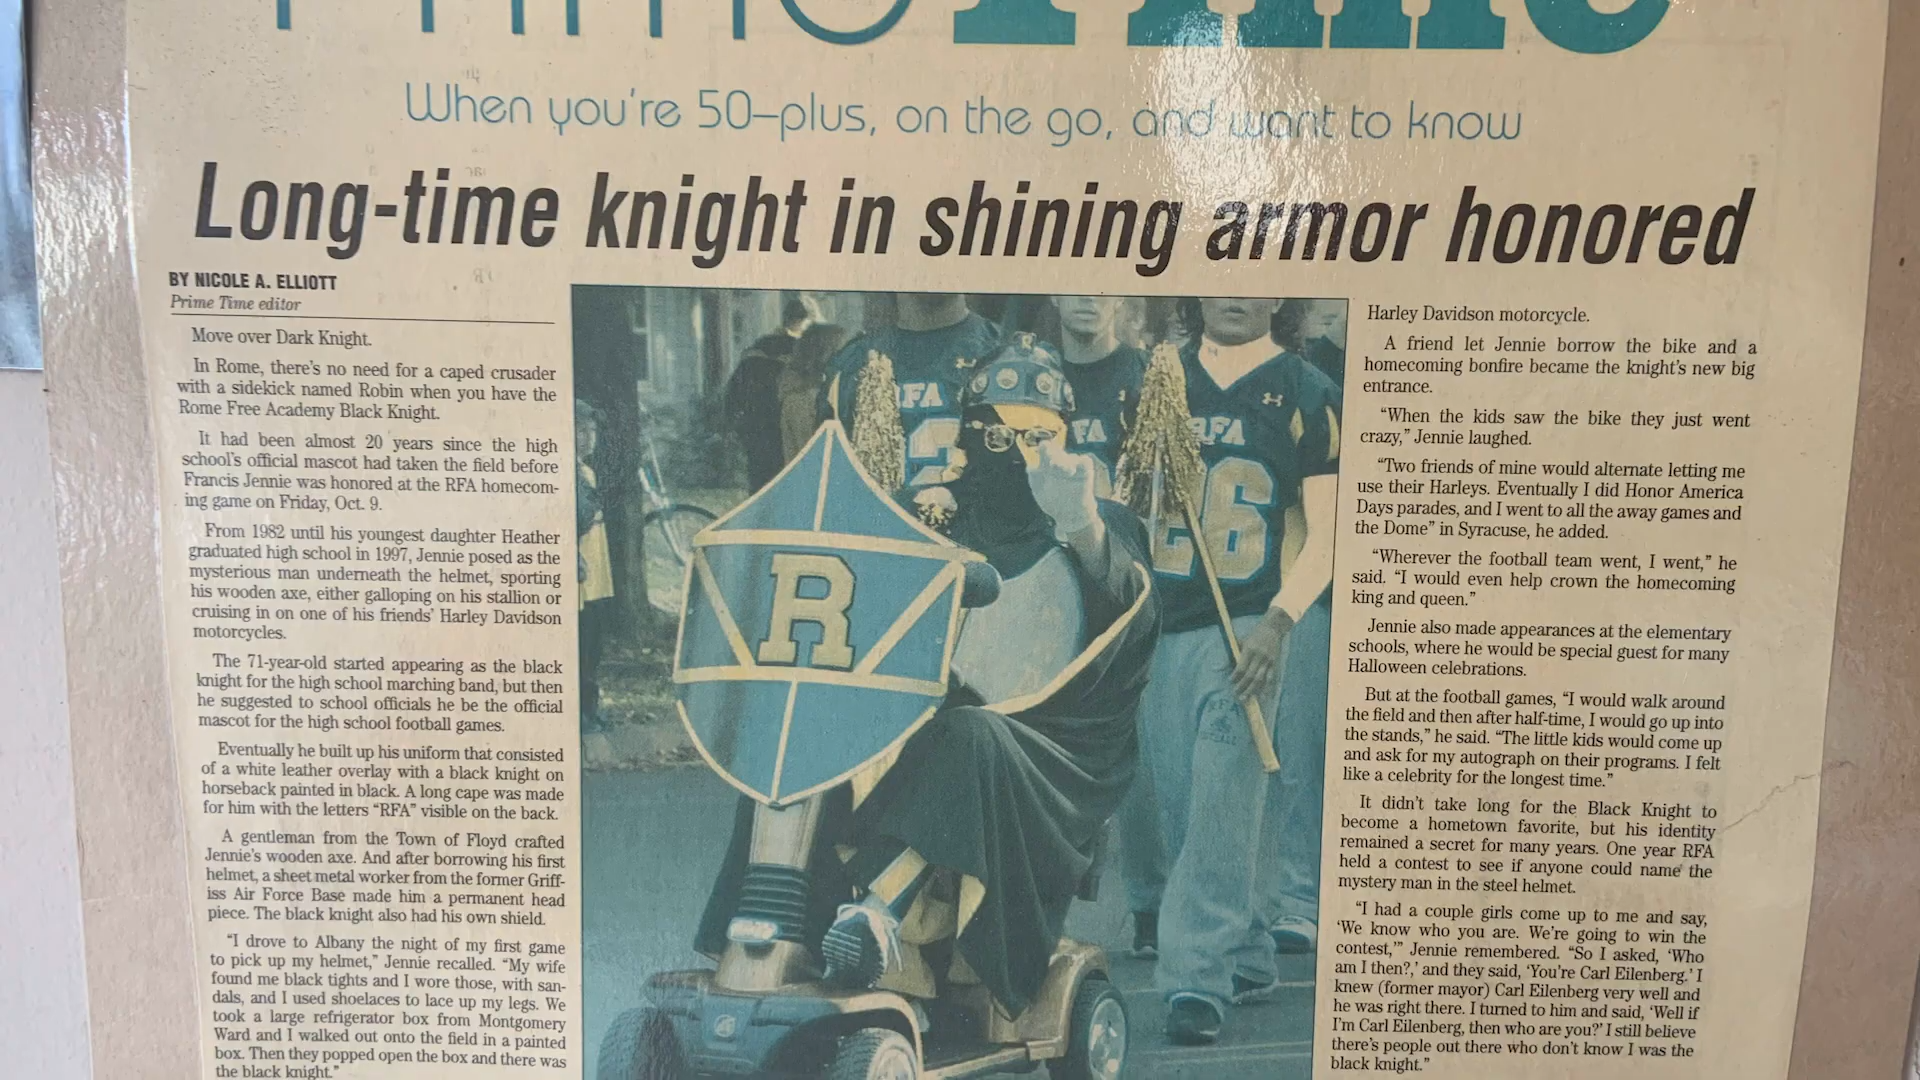 When you're 50-plus, on the go, and want to know
Long-time knight in shining armor honored
BY NICOLE A. ELLIOTT
Prime Time editor
Move over Dark Knight.
In Rome, there's no need for a caped crusader
with a sidekick named Robin when you have the
Rome Free Academy Black Knight.
It had been almost 20 years since the high
school's official mascot had taken the field before
Francis Jennie was honored at the RFA homecom-
ing game on Friday, Oct. 9.
From 1982 until his youngest daughter Heather
graduated high school in 1997, Jennie posed as the
mysterious man underneath the helmet, sporting
his wooden axe, either galloping on his stallion or
cruising in on one of his friends' Harley Davidson
motorcycles.
The 71-year-old started appearing as the black
knight for the high school marching band, but then
he suggested to school officials he be the official
mascot for the high school football games.
Eventually he built up his uniform that consisted
of a white leather overlay with a black knight on
horseback painted in black. A long cape was made
for him with the letters “RFA” visible on the back.
A gentleman from the Town of Floyd crafted
Jennie's wooden axe. And after borrowing his first
helmet, a sheet metal worker from the former Griff-
iss Air Force Base made him a permanent head
piece. The black knight also had his own shield.
“I drove to Albany the night of my first game
to pick up my helmet,” Jennie recalled. “My wife
found me black tights and I wore those, with san-
dals, and I used shoelaces to lace up my legs. We
took a large refrigerator box from Montgomery
Ward and I walked out onto the field in a painted
box. Then they popped open the box and there was
the black knight.”
R
RFA
2
FA
RFA
26
R
RFA
Harley Davidson motorcycle.
A friend let Jennie borrow the bike and a
homecoming bonfire became the knight's new big
entrance.
“When the kids saw the bike they just went
crazy,” Jennie laughed.
“Two friends of mine would alternate letting me
use their Harleys. Eventually I did Honor America
Days parades, and I went to all the away games and
the Dome” in Syracuse, he added.
“Wherever the football team went, I went,” he
said. “I would even help crown the homecoming
king and queen.”
Jennie also made appearances at the elementary
schools, where he would be special guest for many
Halloween celebrations.
But at the football games, “I would walk around
the field and then after half-time, I would go up into
the stands,” he said. “The little kids would come up
and ask for my autograph on their programs. I felt
like a celebrity for the longest time.”
It didn't take long for the Black Knight to
become a hometown favorite, but his identity
remained a secret for many years. One year RFA
held a contest to see if anyone could name the
mystery man in the steel helmet.
“I had a couple girls come up to me and say,
‘We know who you are. We're going to win the
contest,’” Jennie remembered. “So I asked, ‘Who
am I then?,’ and they said, ‘You're Carl Eilenberg.’ I
knew (former mayor) Carl Eilenberg very well and
he was right there. I turned to him and said, ‘Well if
I'm Carl Eilenberg, then who are you?’ I still believe
there's people out there who don't know I was the
black knight.”